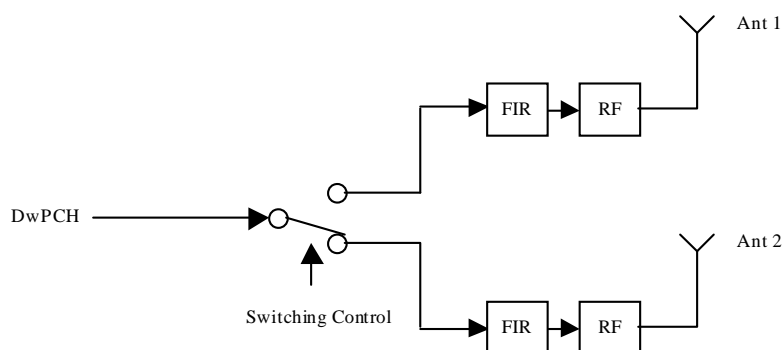 Ant 1
FIR
RF
DwPCH
Ant 2
Switching Control
FIR
RF